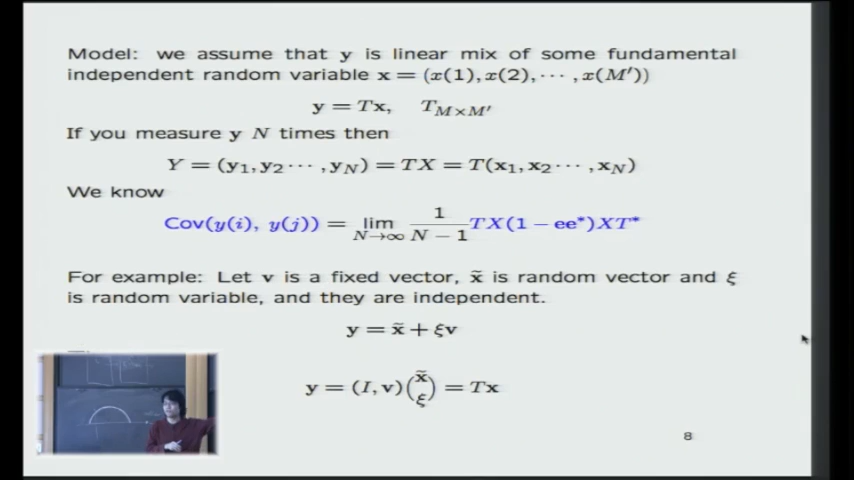 Model: we assume that y is linear mix of some fundamental
independent random variable x = (x(1), x(2), ⋯ , x(M′))
y = Tx, T_{M×M′}
If you measure y N times then
Y = (y₁, y₂ ⋯ , y_N) = TX = T(x₁, x₂ ⋯ , x_N)
We know
Cov(y(i), y(j)) = lim_{N→∞} 1/(N − 1) TX(1 − ee*)XT*
For example: Let v is a fixed vector, x̃ is random vector and ξ
is random variable, and they are independent.
y = x̃ + ξv
y = (I, v)(x̃ ξ) = Tx
8